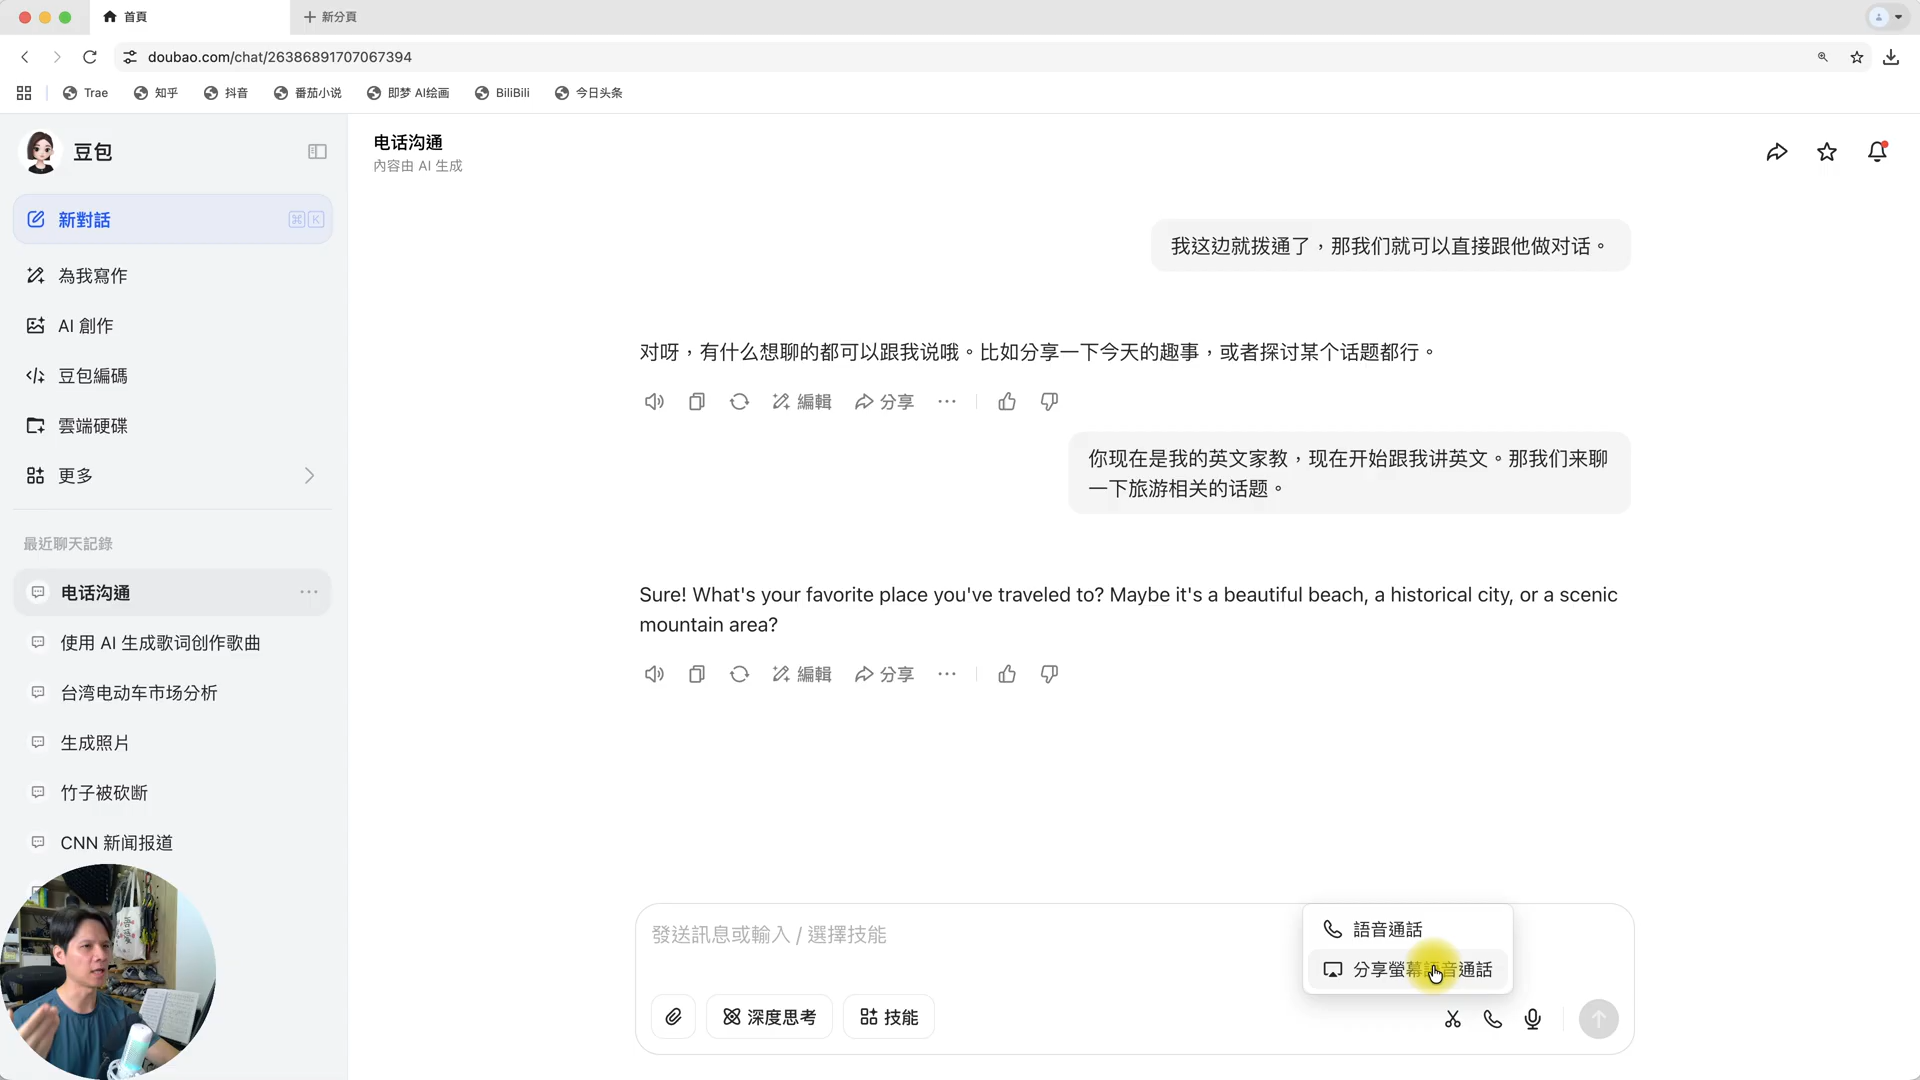 首頁
新分頁
doubao.com/chat/26386891707067394
Trae
知乎
抖音
番茄小说
即梦 AI绘画
BiliBili
今日头条
豆包
新對話
⌘ K
為我寫作
AI 創作
豆包編碼
雲端硬碟
更多
最近聊天記錄
电话沟通
使用 AI 生成歌词创作歌曲
台湾电动车市场分析
生成照片
竹子被砍断
CNN 新闻报道
电话沟通
內容由 AI 生成
我这边就拨通了，那我们就可以直接跟他做对话。
对呀，有什么想聊的都可以跟我说哦。比如分享一下今天的趣事，或者探讨某个话题都行。
編輯
分享
你现在是我的英文家教，现在开始跟我讲英文。那我们来聊
一下旅游相关的话题。
Sure! What's your favorite place you've traveled to? Maybe it's a beautiful beach, a historical city, or a scenic
mountain area?
編輯
分享
發送訊息或輸入 / 選擇技能
語音通話
分享螢幕語音通話
深度思考
技能